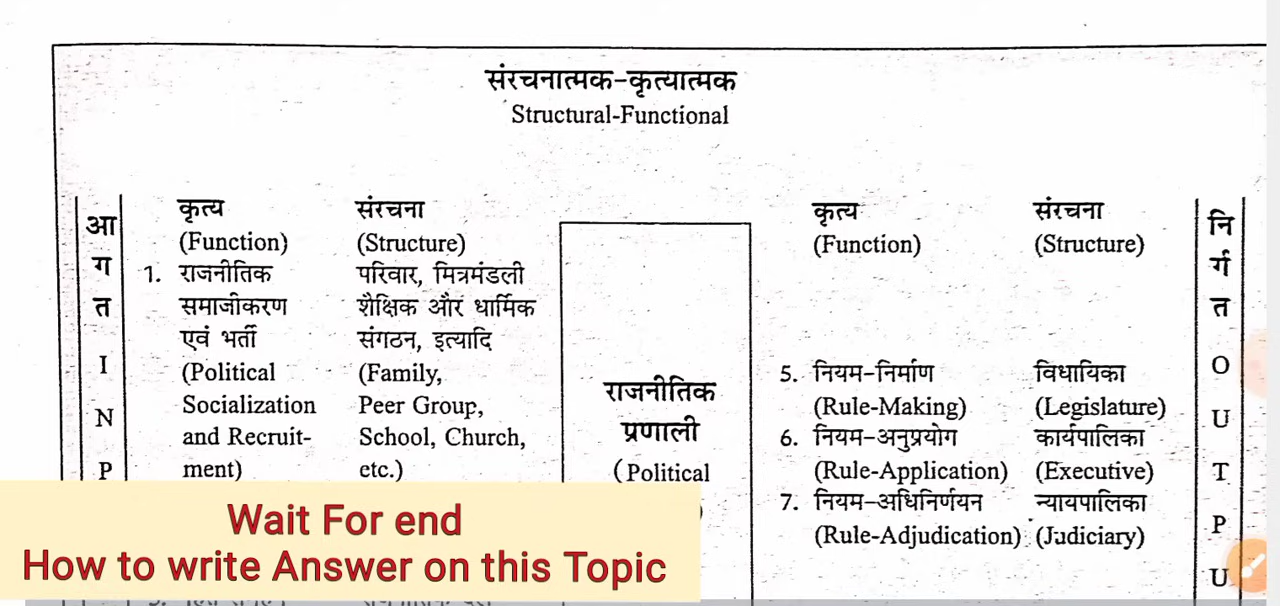 संरचनात्मक-कृत्यात्मक
Structural-Functional
आ
ग
त
I
N
P
कृत्य
(Function)
1. राजनीतिक
समाजीकरण
एवं भर्ती
(Political
Socialization
and Recruit-
ment)
संरचना
(Structure)
परिवार, मित्रमंडली
शैक्षिक और धार्मिक
संगठन, इत्यादि
(Family,
Peer Group,
School, Church,
etc.)
राजनीतिक
प्रणाली
(Political
)
कृत्य
(Function)
5. नियम-निर्माण
(Rule-Making)
6. नियम-अनुप्रयोग
(Rule-Application)
7. नियम-अधिनिर्णयन
(Rule-Adjudication)
संरचना
(Structure)
विधायिका
(Legislature)
कार्यपालिका
(Executive)
न्यायपालिका
(Judiciary)
नि
र्ग
त
O
U
T
P
U
Wait For end
How to write Answer on this Topic